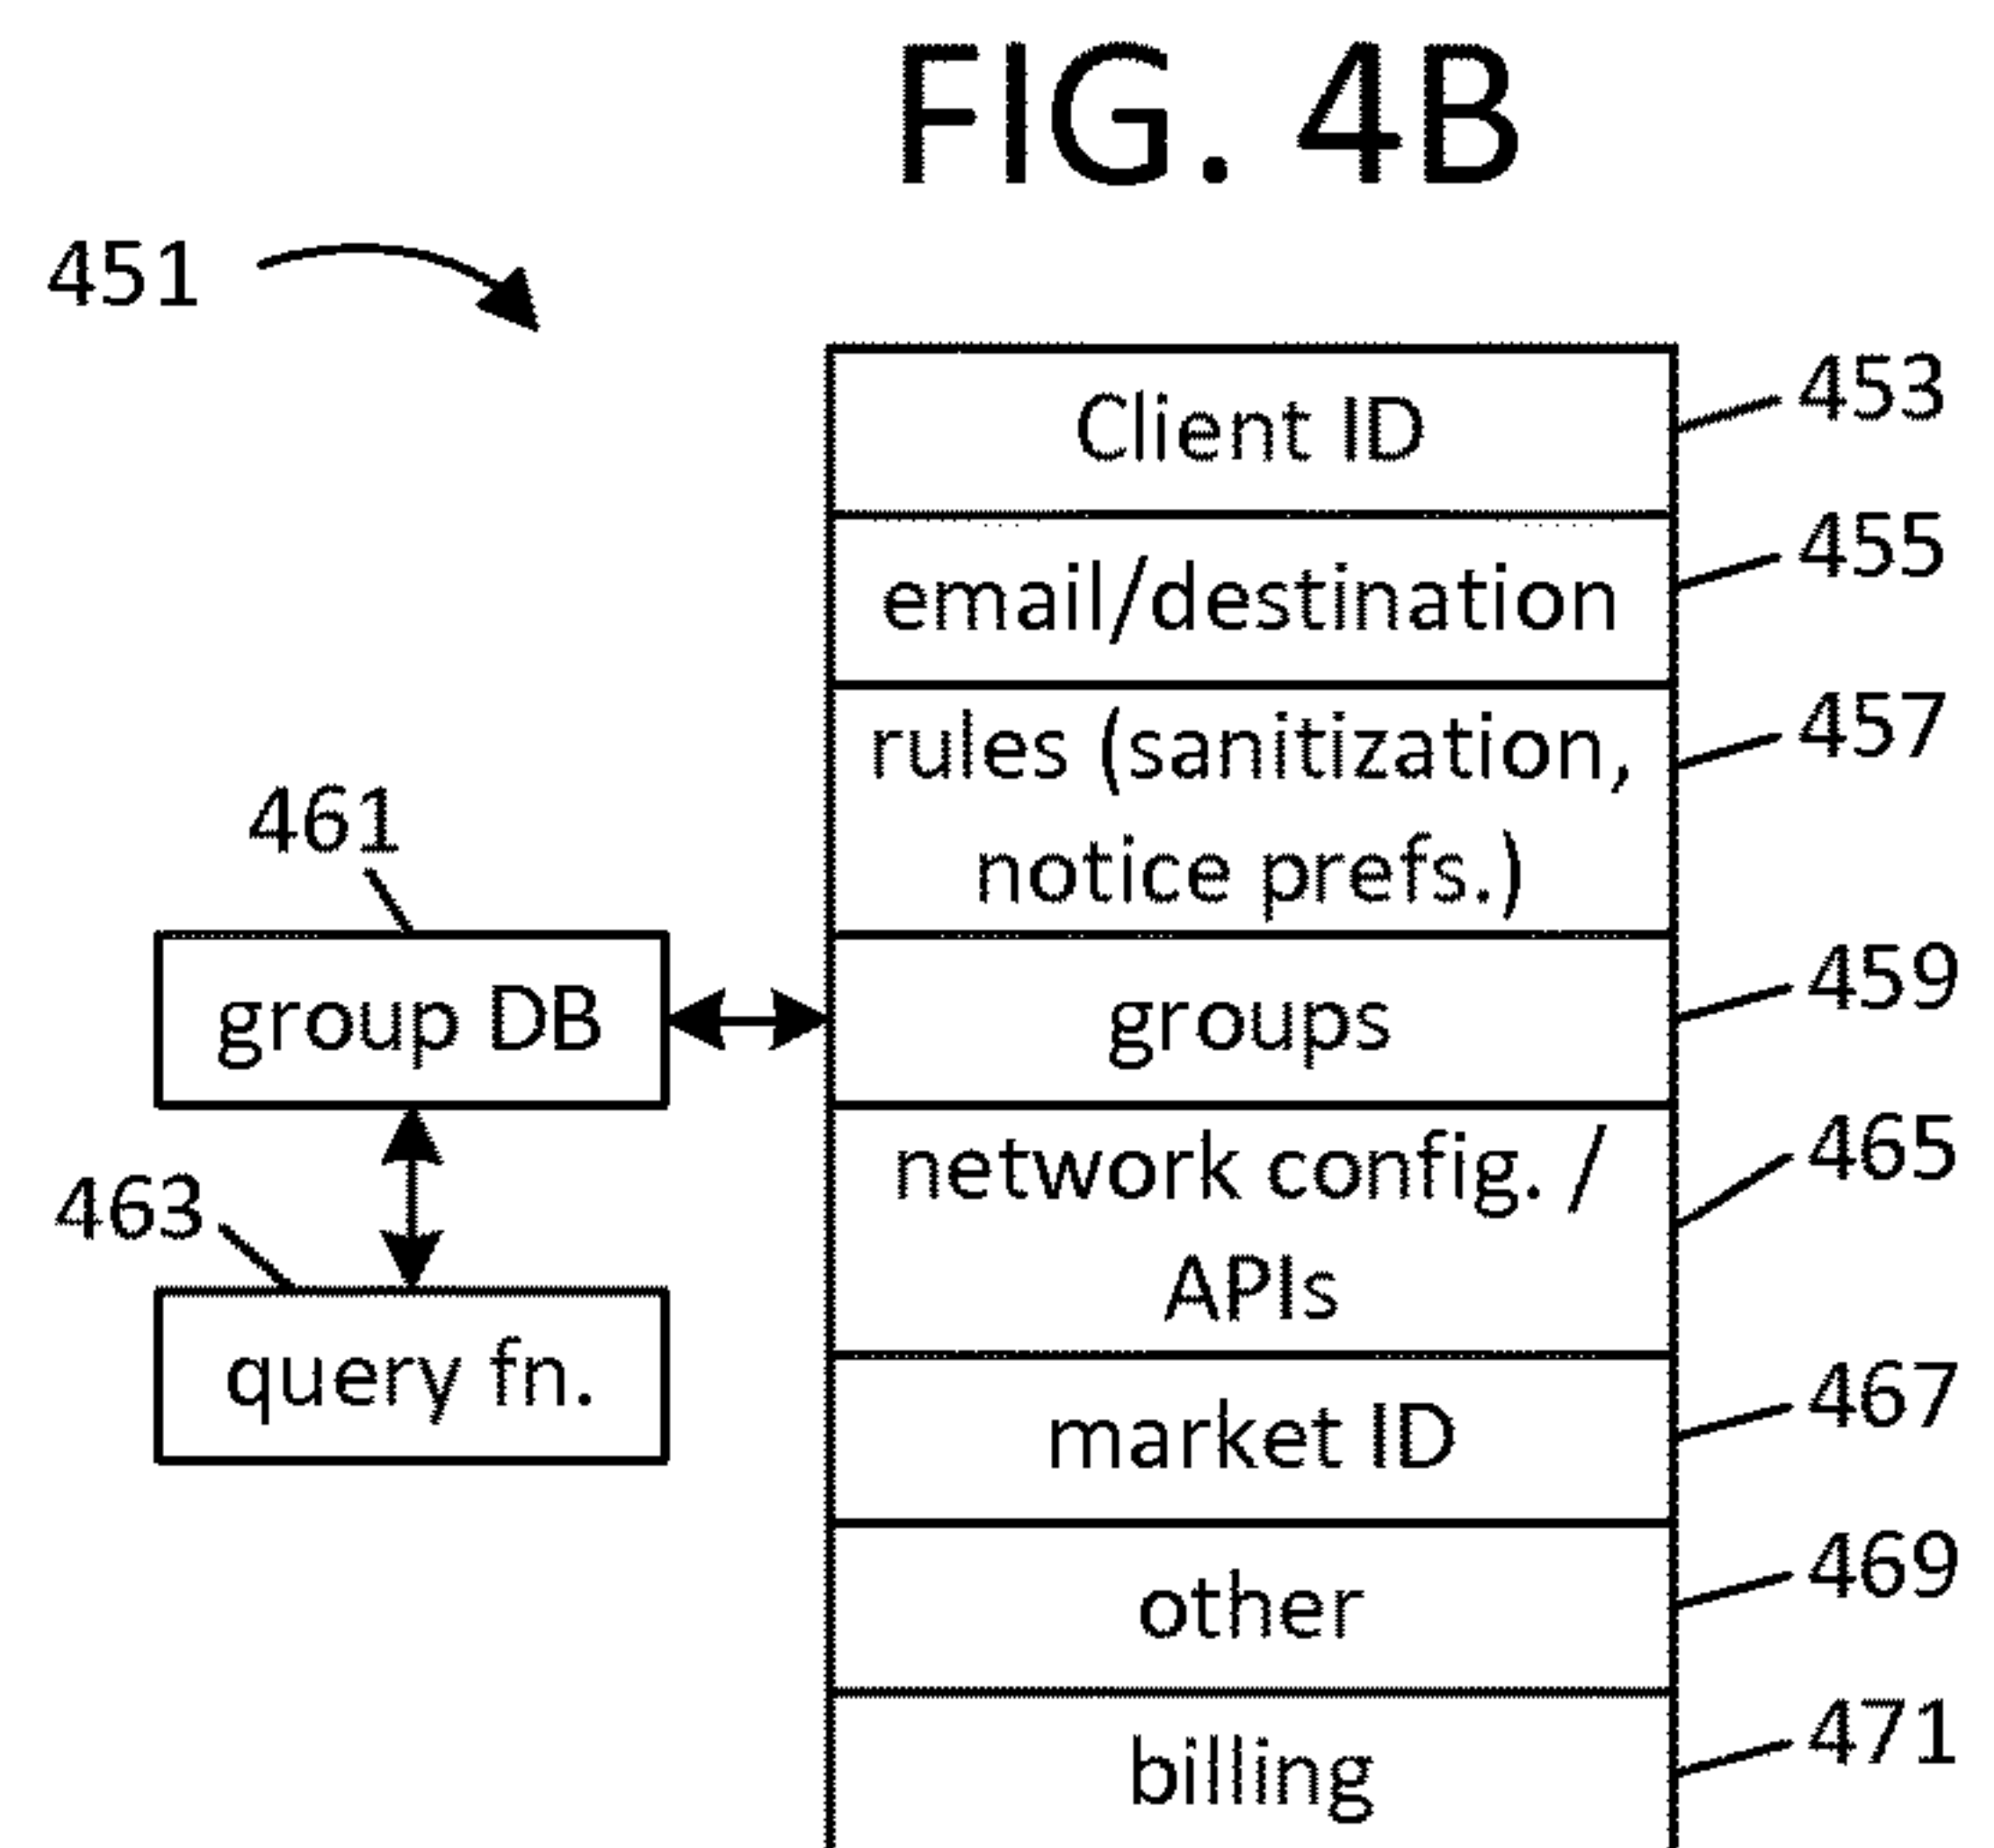 FIG. 4B
451
Client ID
453
email/destination
455
rules (sanitization,
notice prefs.)
457
461
group DB
groups
459
463
query fn.
network config. /
APIs
465
market ID
467
other
469
billing
471